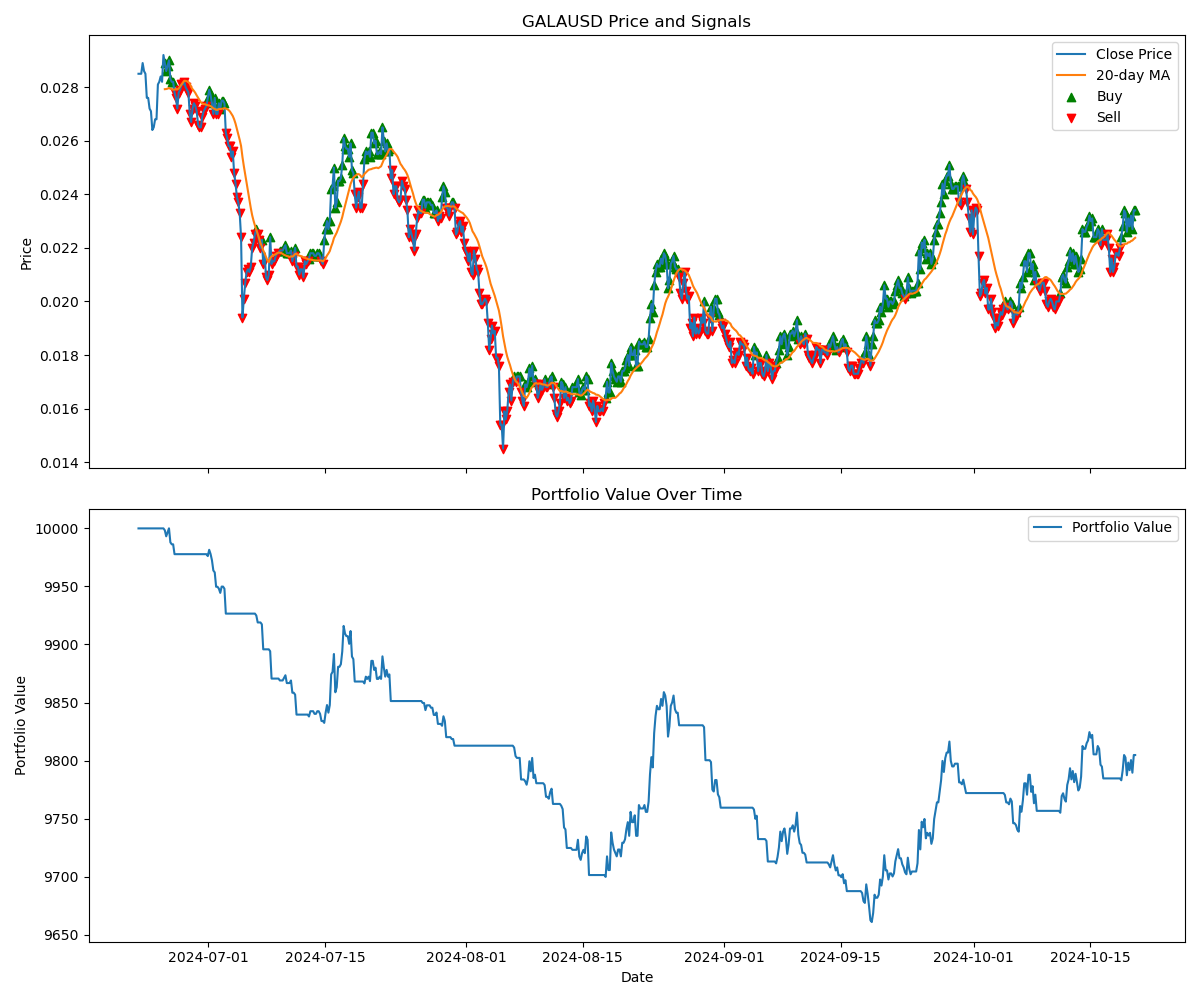 GALAUSD Price and Signals
Close Price
20-day MA
Buy
Sell
0.028
0.026
0.024
0.022
0.020
0.018
0.016
0.014
Price
Portfolio Value Over Time
Portfolio Value
10000
9950
9900
9850
9800
9750
9700
9650
Portfolio Value
2024-07-01 2024-07-15 2024-08-01 2024-08-15 2024-09-01 2024-09-15 2024-10-01 2024-10-15
Date